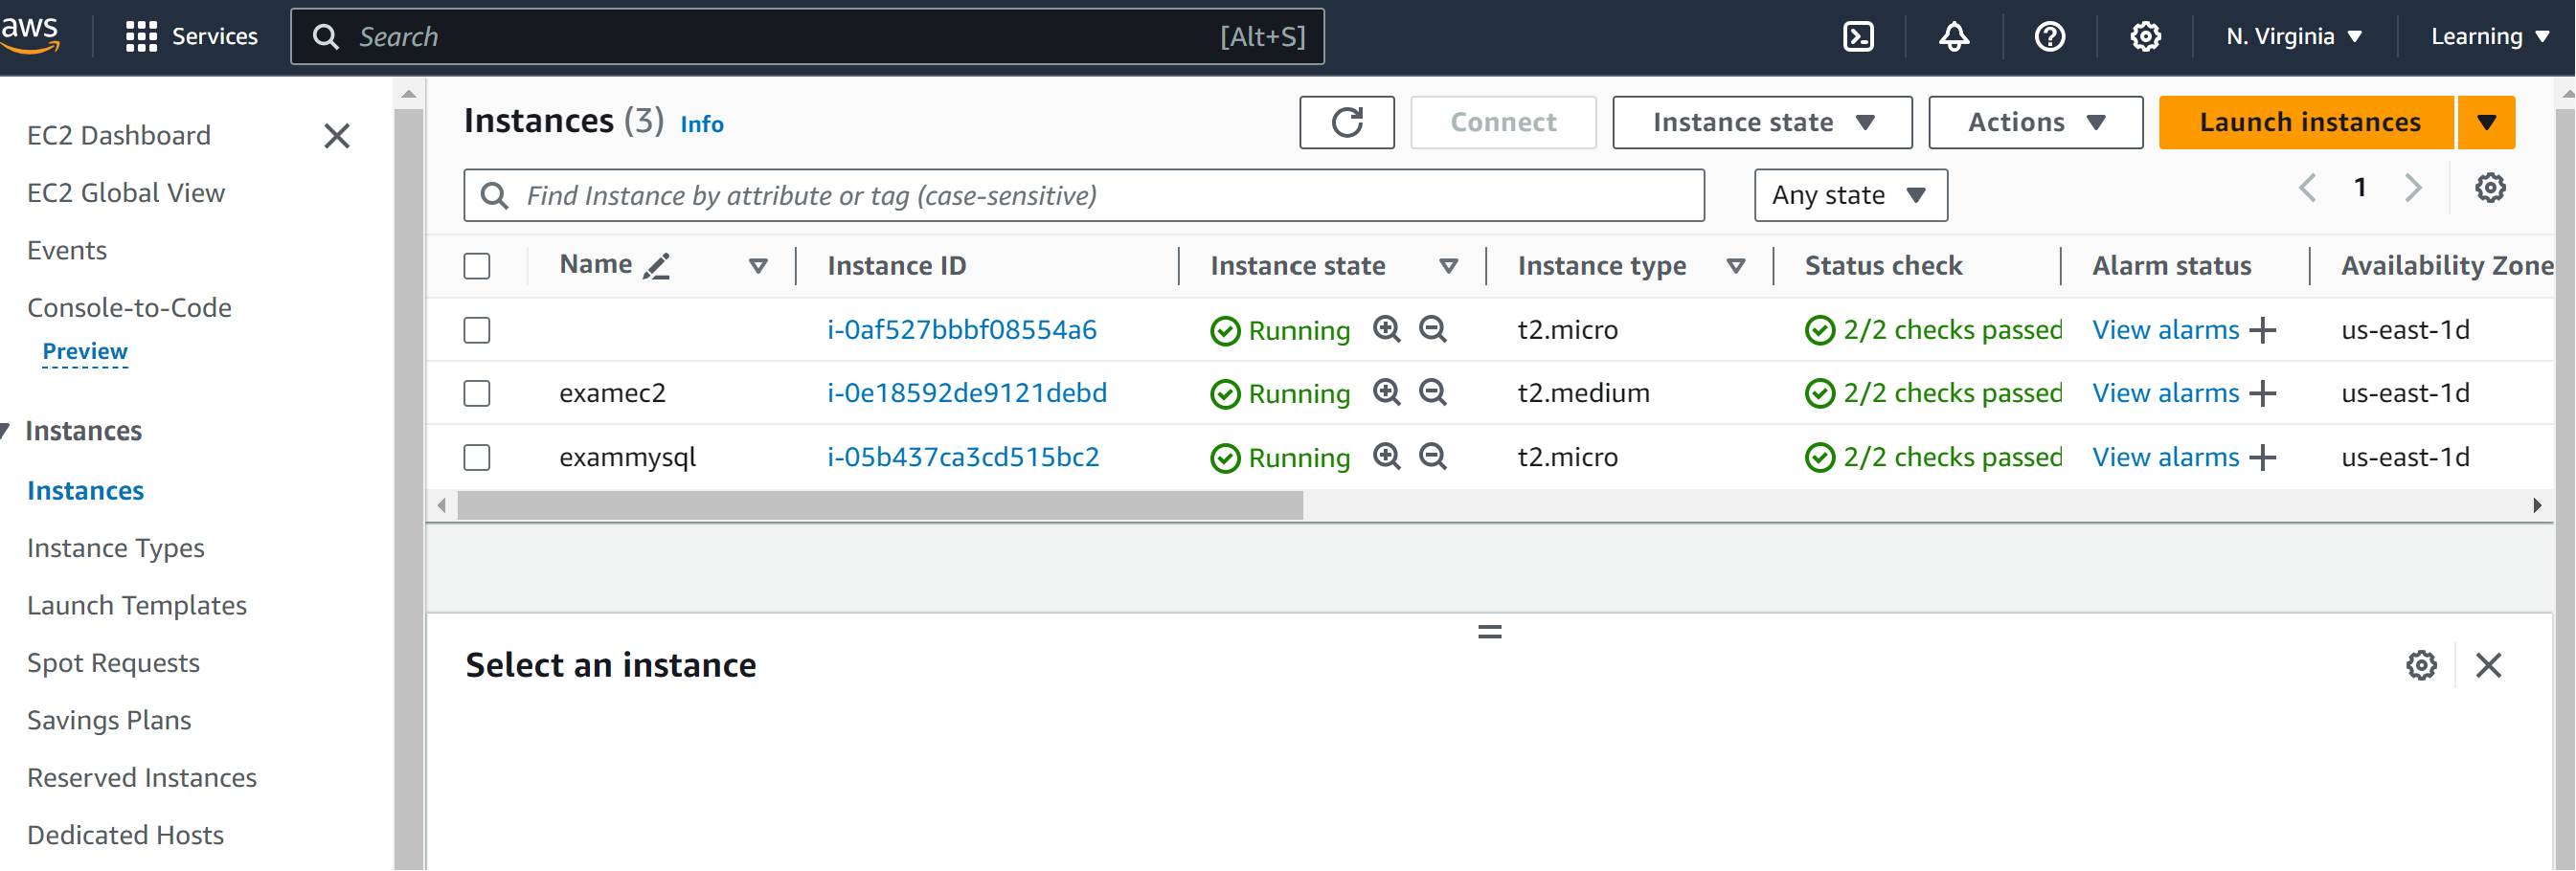 aws Services Search [Alt+S] N. Virginia Learning
EC2 Dashboard
EC2 Global View
Events
Console-to-Code
Preview
Instances
Instances
Instance Types
Launch Templates
Spot Requests
Savings Plans
Reserved Instances
Dedicated Hosts
Instances (3) Info Connect Instance state Actions Launch instances
Find Instance by attribute or tag (case-sensitive) Any state 1
Name Instance ID Instance state Instance type Status check Alarm status Availability Zone
i-0af527bbbf08554a6 Running t2.micro 2/2 checks passed View alarms us-east-1d
examec2 i-0e18592de9121debd Running t2.medium 2/2 checks passed View alarms us-east-1d
exammysql i-05b437ca3cd515bc2 Running t2.micro 2/2 checks passed View alarms us-east-1d
Select an instance